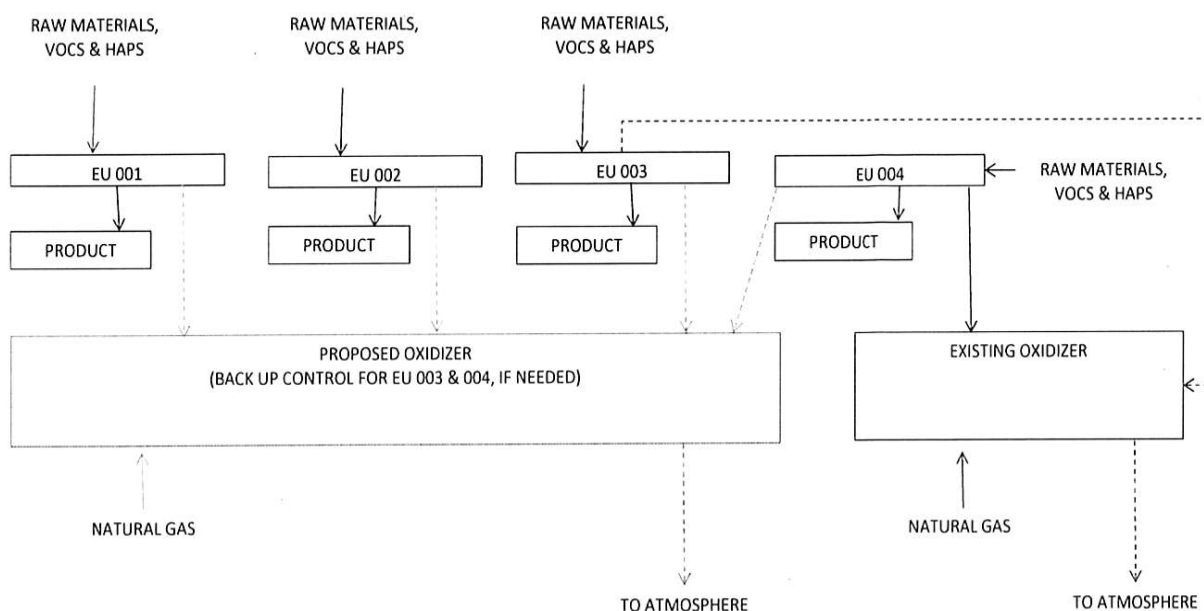 RAW MATERIALS,
VOCS & HAPS
RAW MATERIALS,
VOCS & HAPS
RAW MATERIALS,
VOCS & HAPS
EU 001
EU 002
EU 003
EU 004
RAW MATERIALS,
VOCS & HAPS
PRODUCT
PRODUCT
PRODUCT
PRODUCT
PROPOSED OXIDIZER
(BACK UP CONTROL FOR EU 003 & 004, IF NEEDED)
EXISTING OXIDIZER
NATURAL GAS
NATURAL GAS
TO ATMOSPHERE
TO ATMOSPHERE